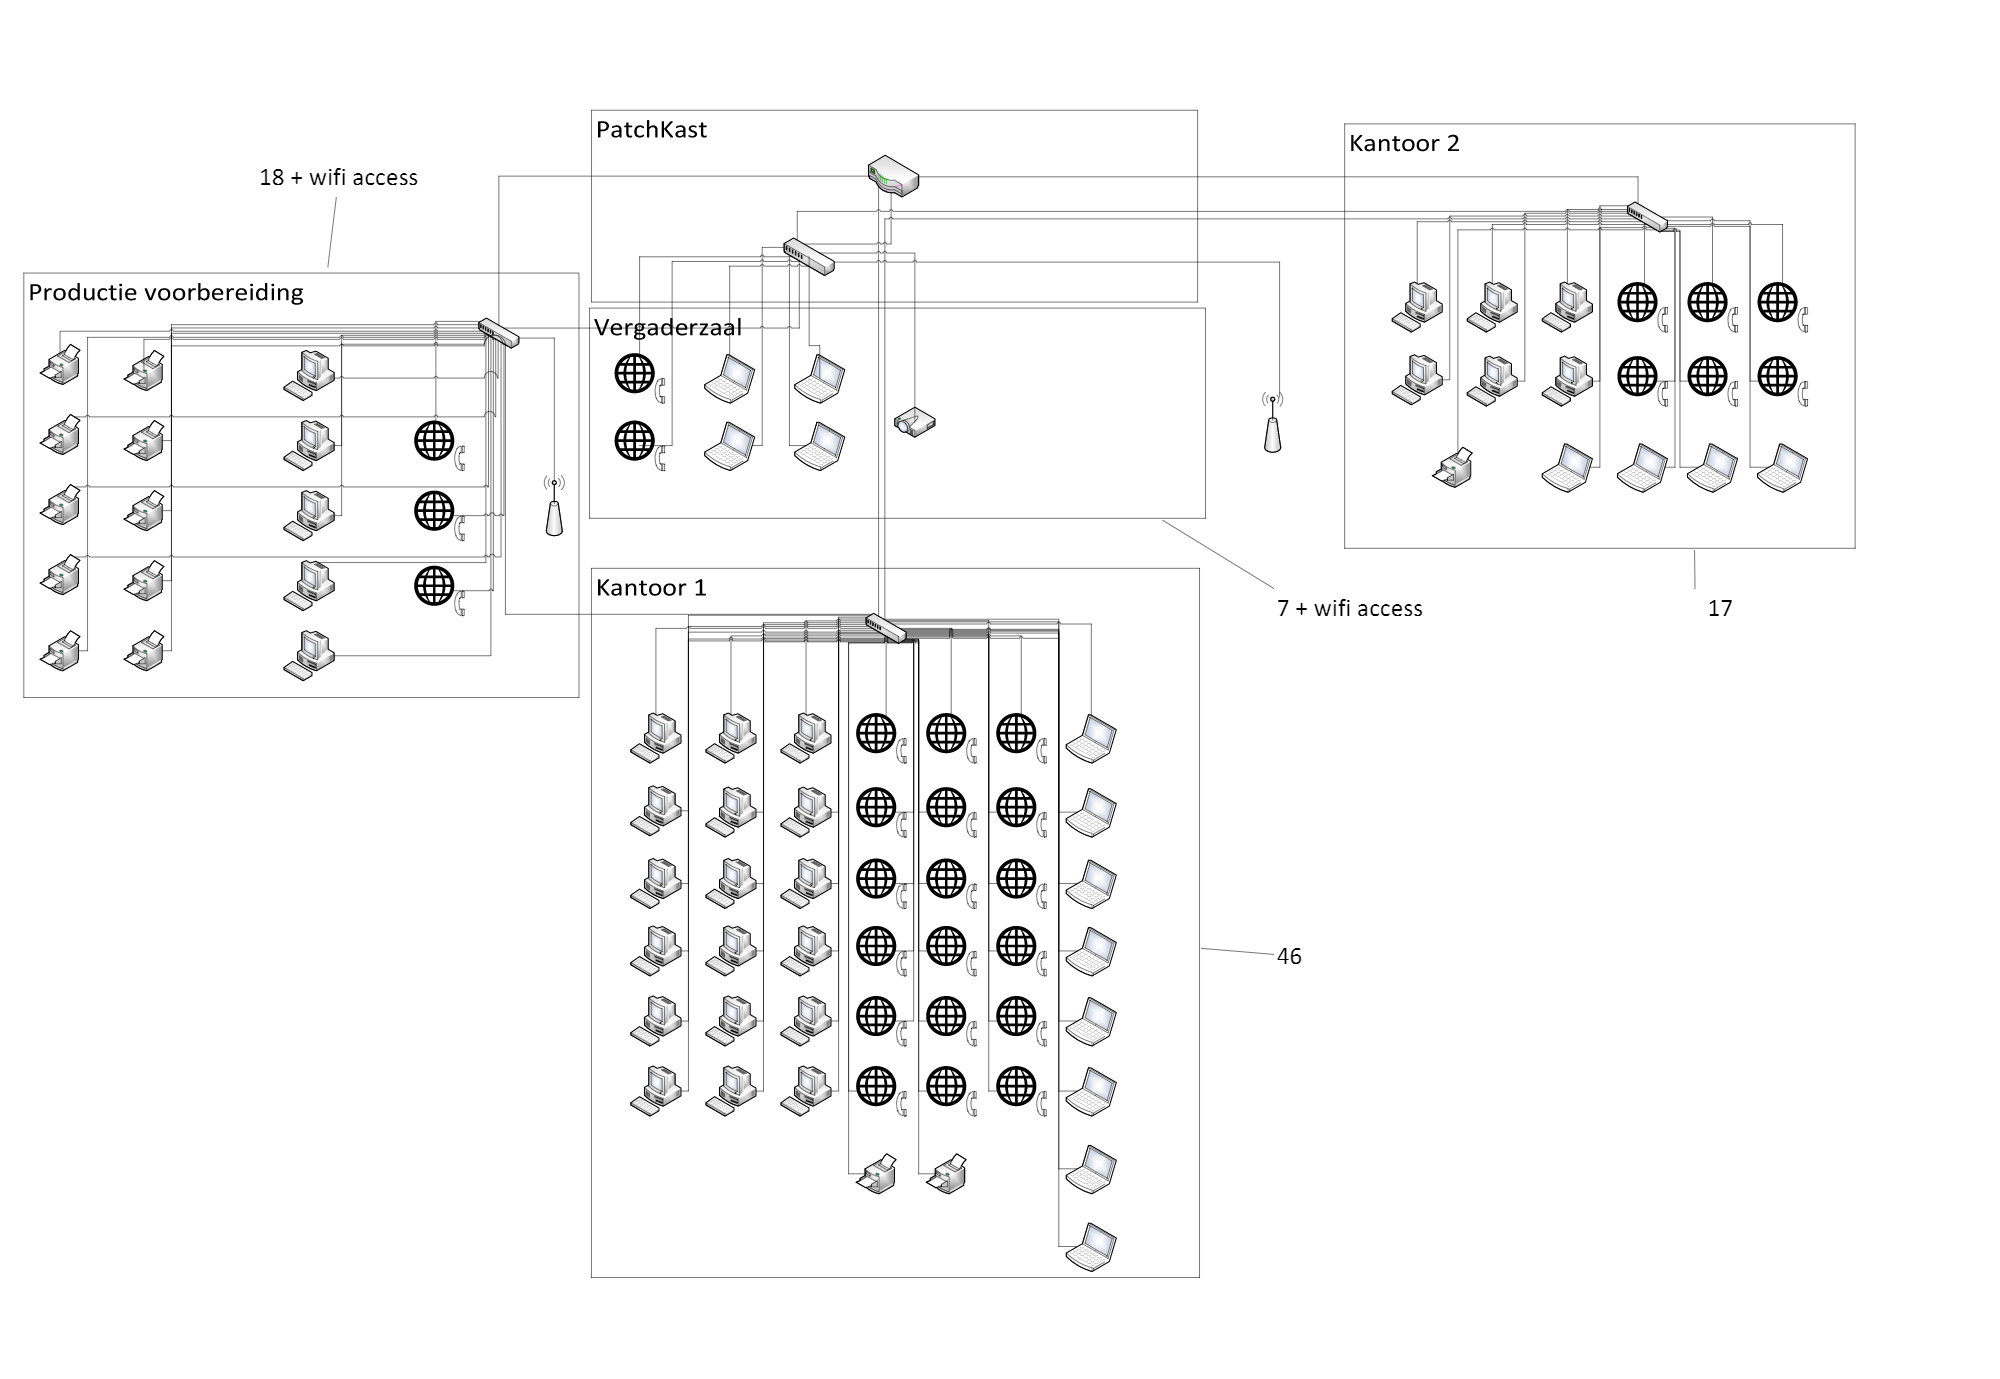 PatchKast
Kantoor 2
18 + wifi access
Productie voorbereiding
Vergaderzaal
Kantoor 1
7 + wifi access
17
46